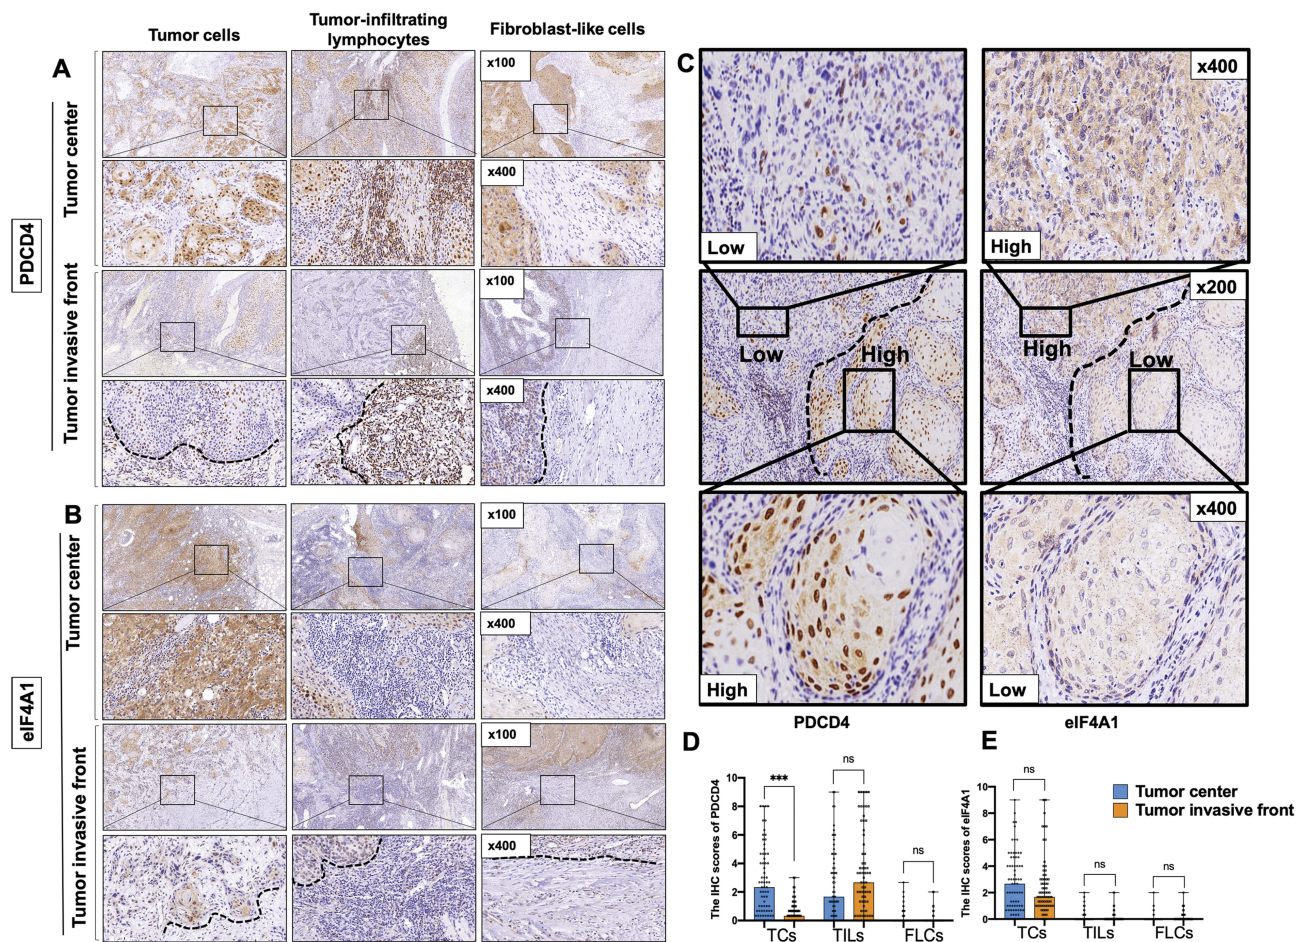 Tumor cells
Tumor-infiltrating
lymphocytes
Fibroblast-like cells
A
PDCD4
Tumor center
x100
x400
Tumor invasive front
x100
x400
B
eIF4A1
Tumor center
x100
x400
Tumor invasive front
x100
x400
C
Low
High
x400
Low
High
x200
High
Low
High
x400
Low
PDCD4
eIF4A1
D
The IHC scores of PDCD4
10
8
6
4
2
0
***
ns
ns
TCs
TILs
FLCs
E
The IHC scores of eIF4A1
10
8
6
4
2
0
ns
ns
ns
TCs
TILs
FLCs
Tumor center
Tumor invasive front